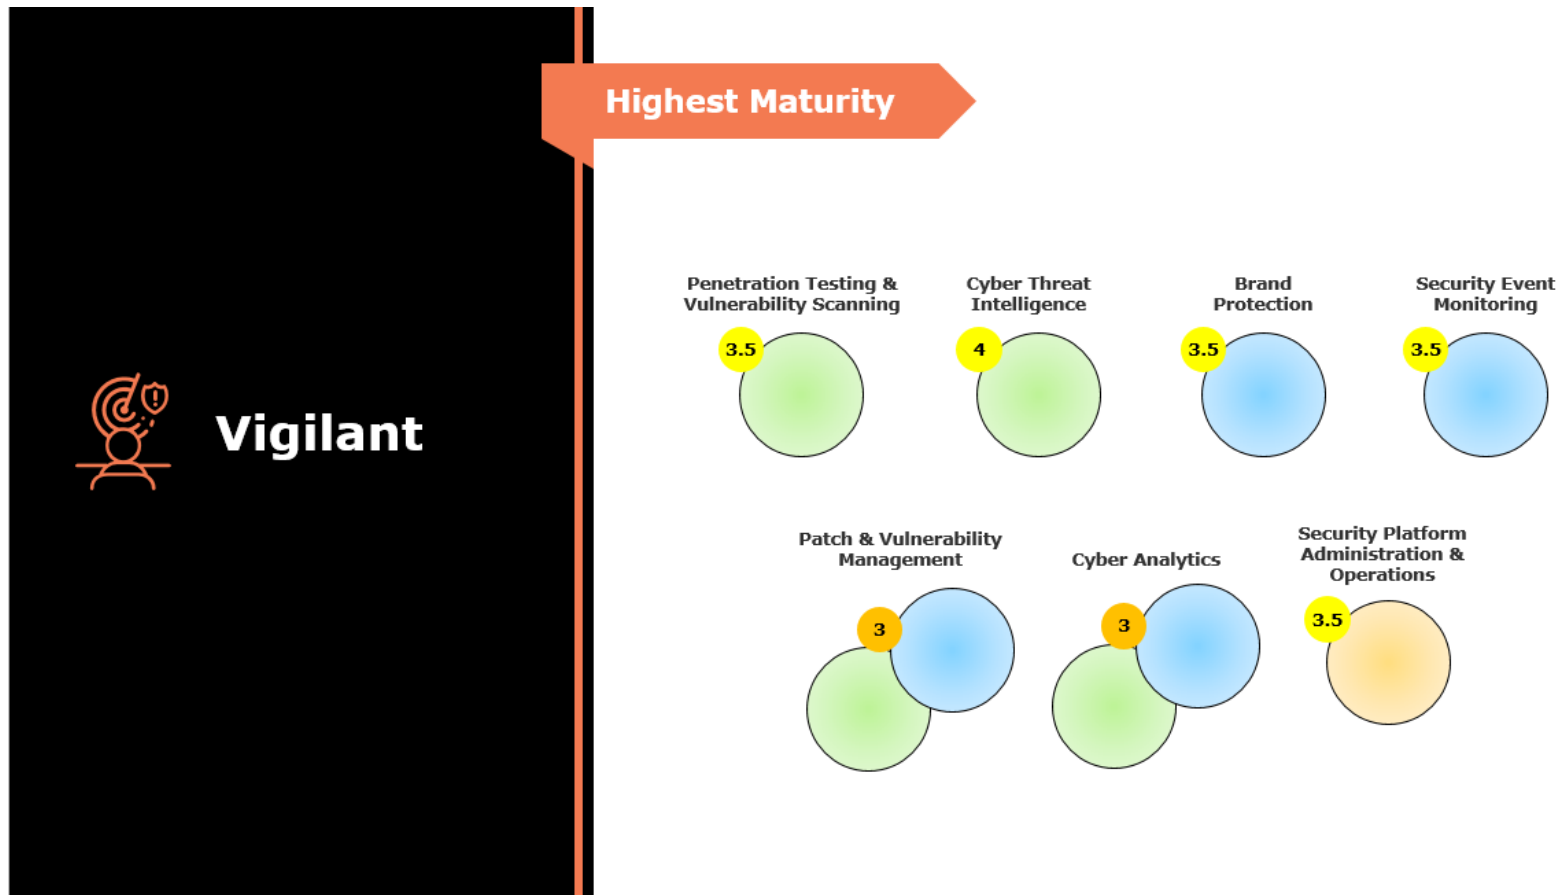 Highest Maturity
Vigilant
Penetration Testing &
Vulnerability Scanning
3.5
Cyber Threat
Intelligence
4
Brand
Protection
3.5
Security Event
Monitoring
3.5
Patch & Vulnerability
Management
3
Cyber Analytics
3
Security Platform
Administration &
Operations
3.5